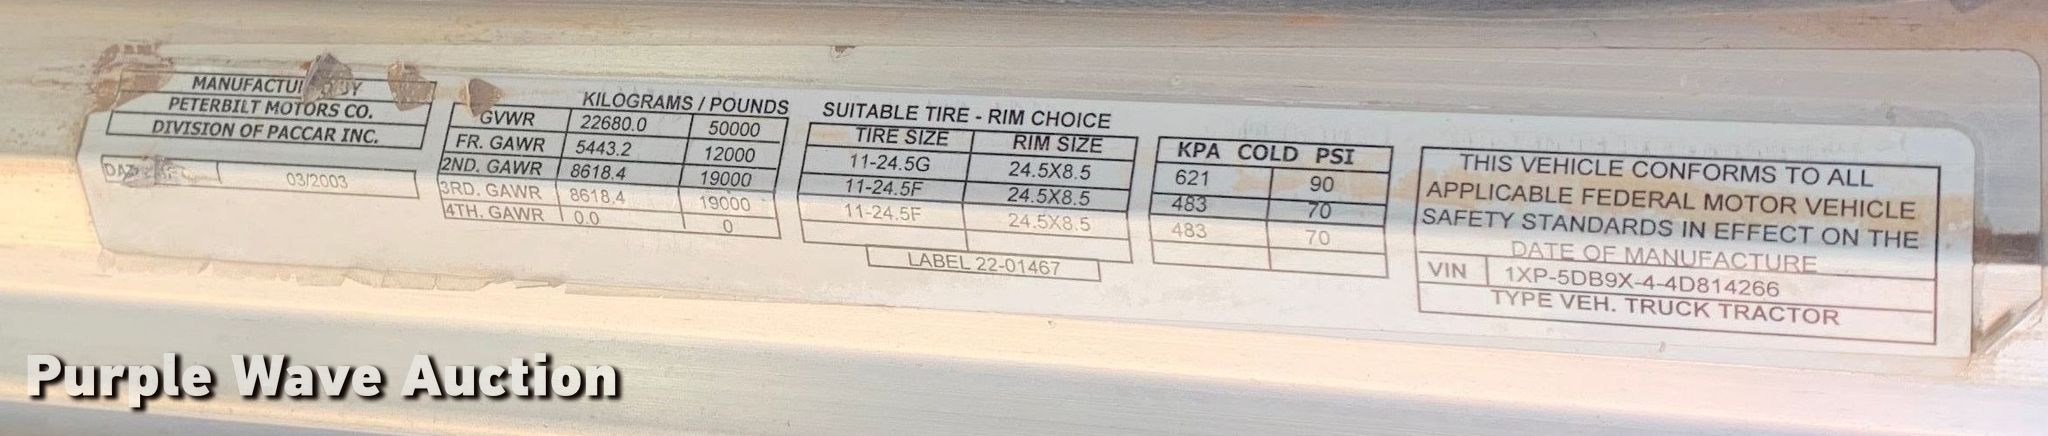 MANUFACTU BY
PETERBILT MOTORS CO.
DIVISION OF PACCAR INC.
03/2003
KILOGRAMS / POUNDS
GVWR 22680.0 50000
FR. GAWR 5443.2 12000
2ND. GAWR 8618.4 19000
3RD. GAWR 8618.4 19000
4TH. GAWR 0.0 0
SUITABLE TIRE - RIM CHOICE
TIRE SIZE RIM SIZE
11-24.5G 24.5X8.5
11-24.5F 24.5X8.5
11-24.5F 24.5X8.5
LABEL 22-01467
KPA COLD PSI
621 90
483 70
483 70
THIS VEHICLE CONFORMS TO ALL
APPLICABLE FEDERAL MOTOR VEHICLE
SAFETY STANDARDS IN EFFECT ON THE
DATE OF MANUFACTURE
VIN 1XP-5DB9X-4-4D814266
TYPE VEH. TRUCK TRACTOR
Purple Wave Auction